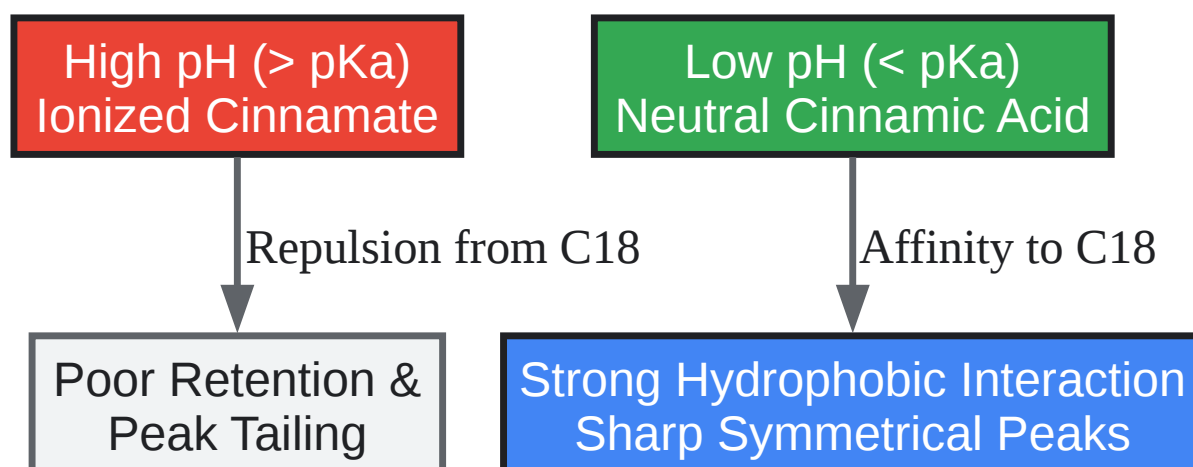 High pH (> pKa)
Ionized Cinnamate
Low pH (< pKa)
Neutral Cinnamic Acid
Repulsion from C18
Affinity to C18
Poor Retention &
Peak Tailing
Strong Hydrophobic Interaction
Sharp Symmetrical Peaks